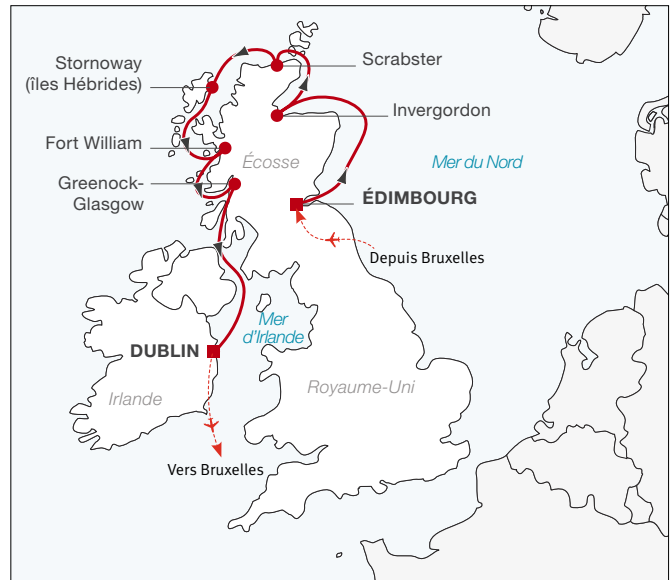 Stornoway
(îles Hébrides)
Scrabster
Invergordon
Fort William
Écosse
Mer du Nord
Greenock-
Glasgow
ÉDIMBOURG
Depuis Bruxelles
Mer
d'Irlande
DUBLIN
Irlande
Royaume-Uni
Vers Bruxelles